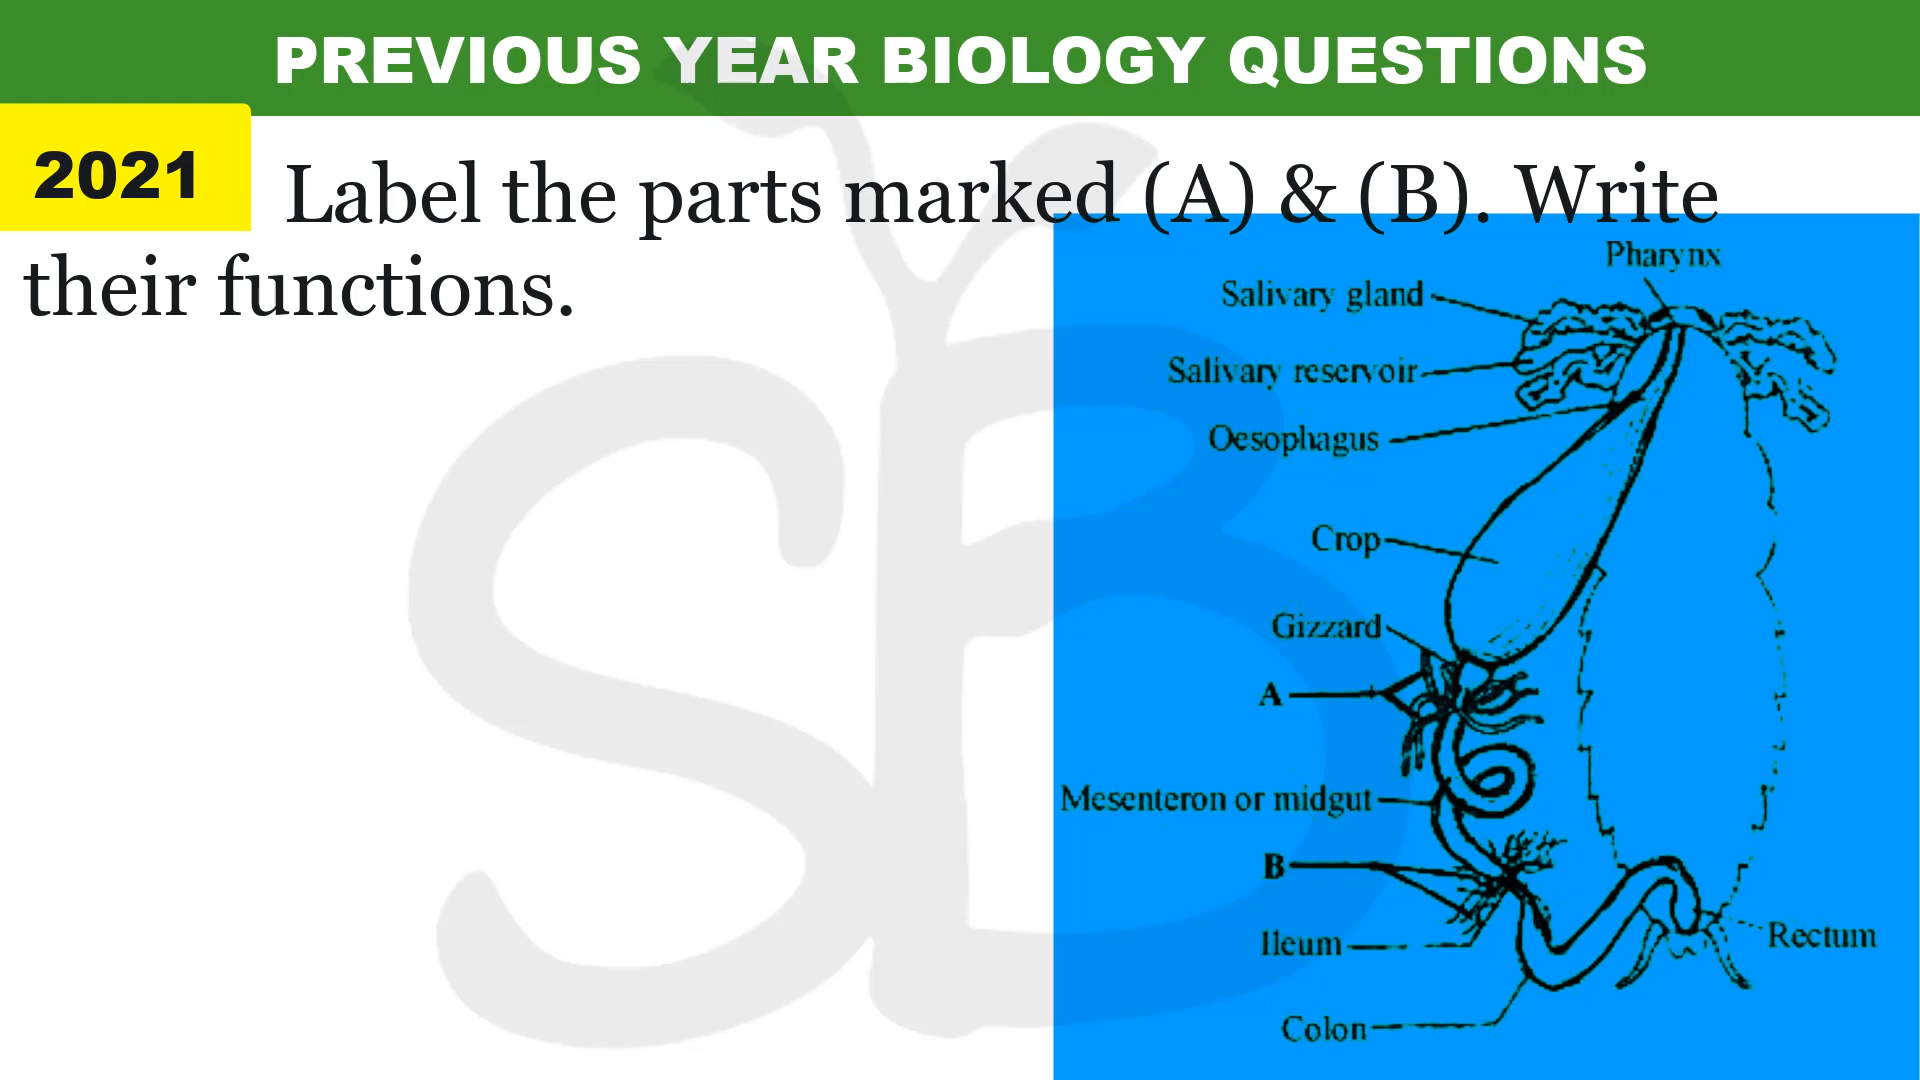 PREVIOUS YEAR BIOLOGY QUESTIONS
2021
Label the parts marked (A) & (B). Write
their functions.
Pharynx
Salivary gland
Salivary reservoir
Oesophagus
Crop
Gizzard
A
Mesenteron or midgut
B
Ileum
Rectum
Colon
SB